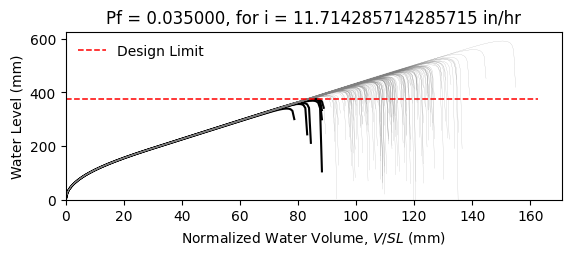 Pf = 0.035000, for i = 11.714285714285715 in/hr
Water Level (mm)
600
400
200
0
Design Limit
0 20 40 60 80 100 120 140 160
Normalized Water Volume, V/SL (mm)